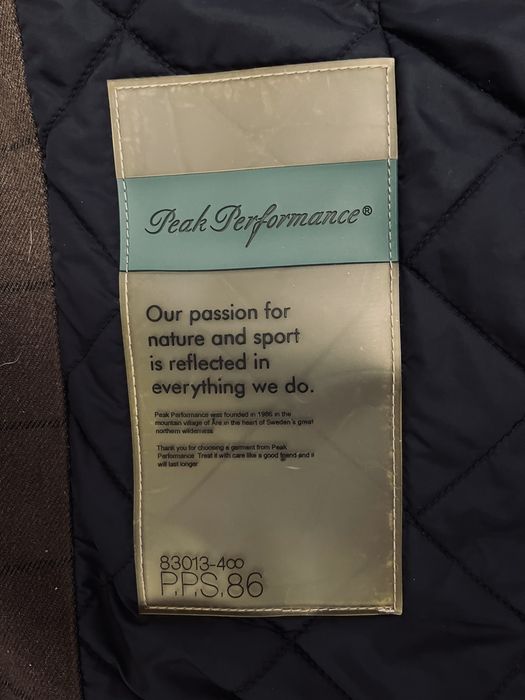 Peak Performance®
Our passion for
nature and sport
is reflected in
everything we do.
Peak Performance was founded in 1986 in the
mountain village of Åre in the heart of Sweden's great
northern wilderness
Thank you for choosing a garment from Peak
Performance Treat it with care like a good friend and it
will last longer
83013-4∞
P.P.S. 86